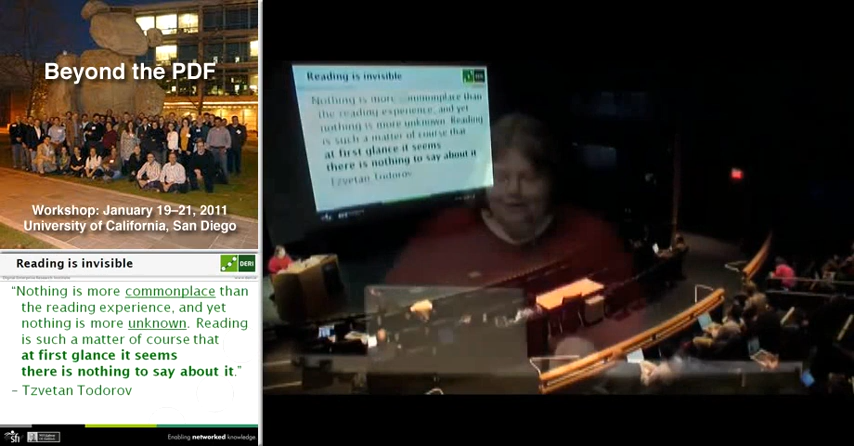 Beyond the PDF
Workshop: January 19–21, 2011
University of California, San Diego
Reading is invisible
DERI
“Nothing is more commonplace than
the reading experience, and yet
nothing is more unknown. Reading
is such a matter of course that
at first glance it seems
there is nothing to say about it.”
– Tzvetan Todorov
sfi
Enabling networked knowledge
Reading is invisible
Nothing is more commonplace than
the reading experience, and yet
nothing is more unknown. Reading
is such a matter of course that
at first glance it seems
there is nothing to say about it
Tzvetan Todorov